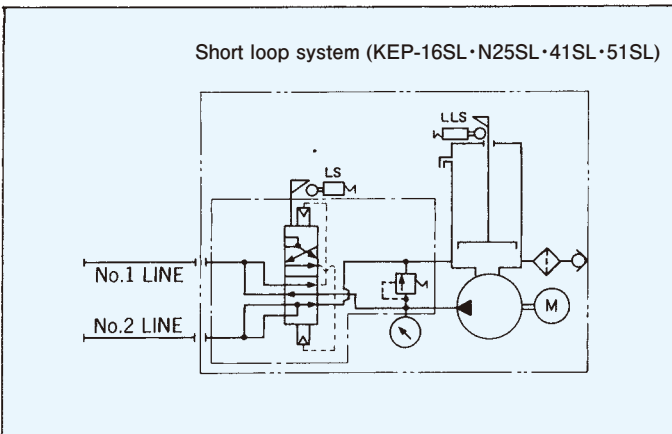 Short loop system (KEP-16SL·N25SL·41SL·51SL)
LLS
LS
No.1 LINE
No.2 LINE
M